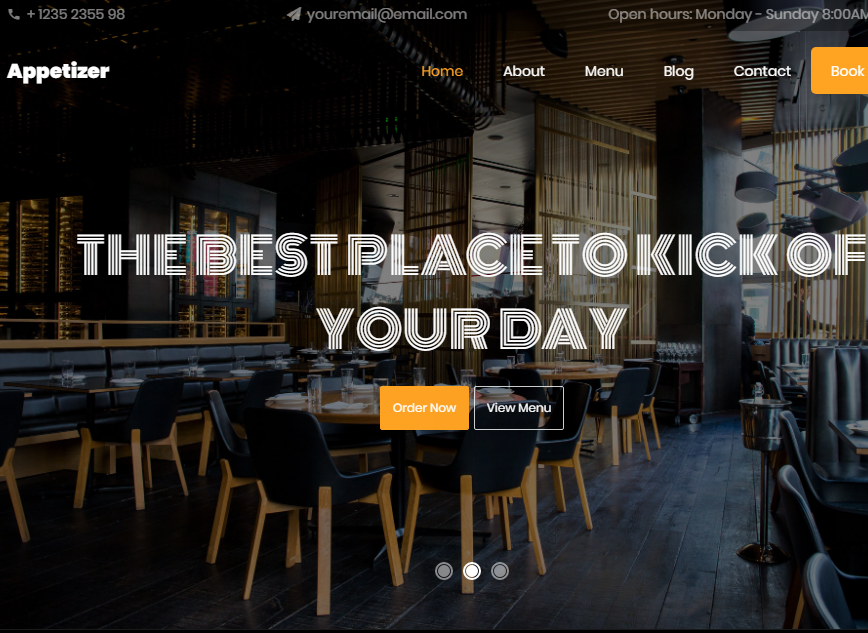 + 1235 2355 98
youremail@email.com
Open hours: Monday - Sunday 8:00AM
Appetizer
Home
About
Menu
Blog
Contact
Book
THE BEST PLACE TO KICK OF
YOUR DAY
Order Now
View Menu